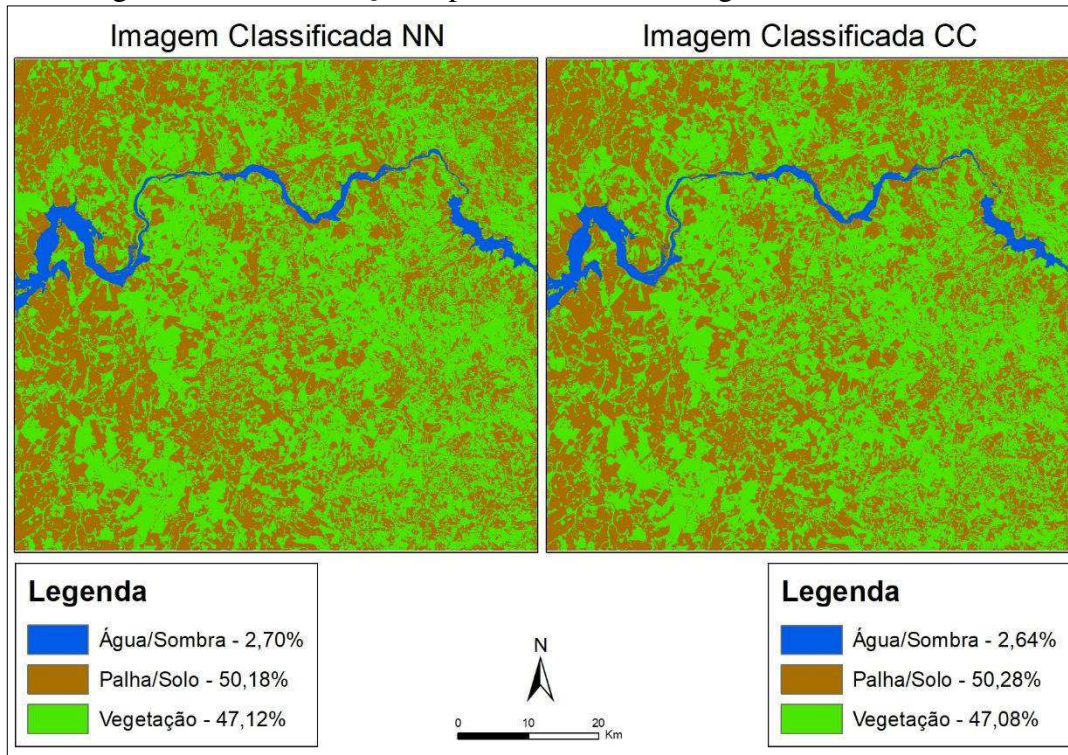 Imagem Classificada NN
Imagem Classificada CC
Legenda
Água/Sombra - 2,70%
Palha/Solo - 50,18%
Vegetação - 47,12%
N
0 10 20
Km
Legenda
Água/Sombra - 2,64%
Palha/Solo - 50,28%
Vegetação - 47,08%